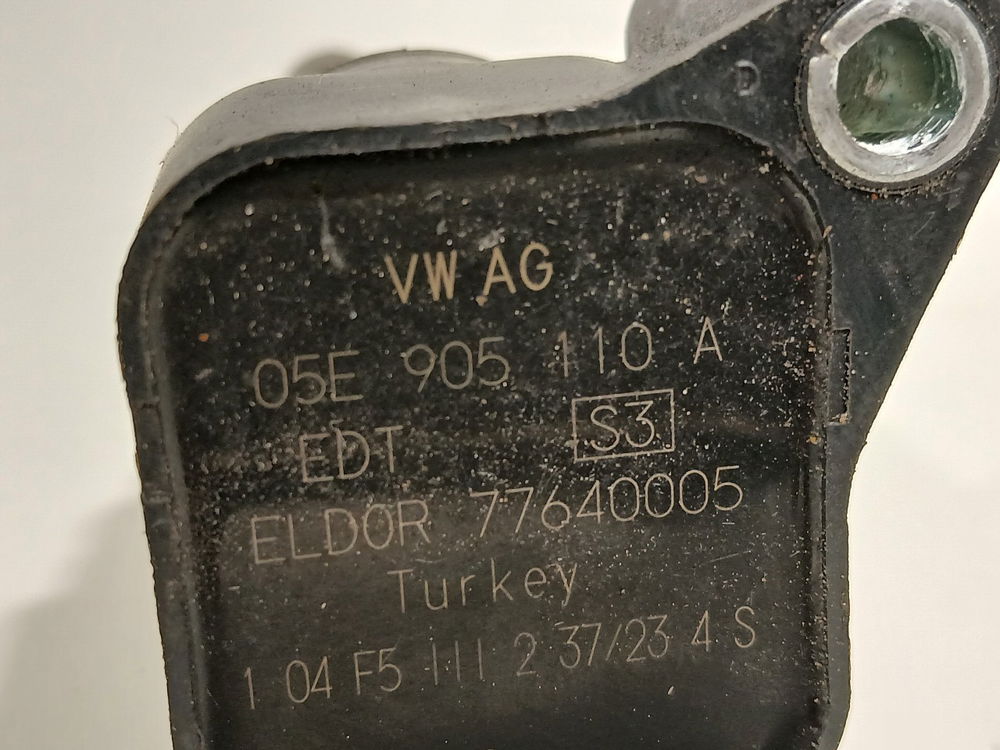 D
VW AG
05E 905 110 A
EDT S3
ELDOR 77640005
Turkey
1 04 F5 111 2 37/23 4 S